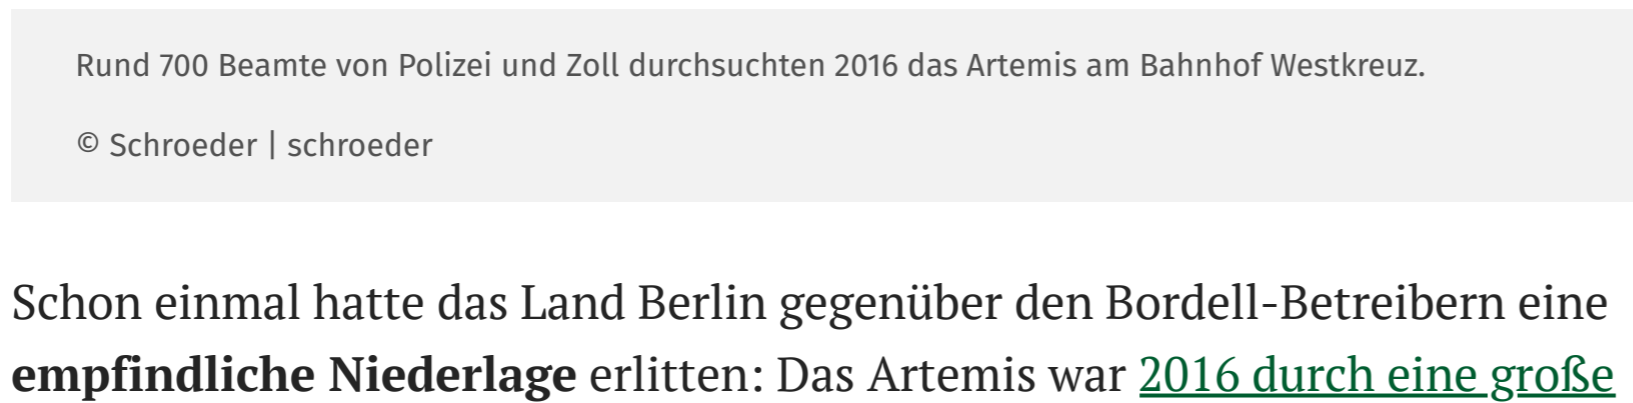 Rund 700 Beamte von Polizei und Zoll durchsuchten 2016 das Artemis am Bahnhof Westkreuz.
© Schroeder | schroeder
Schon einmal hatte das Land Berlin gegenüber den Bordell-Betreibern eine
empfindliche Niederlage erlitten: Das Artemis war 2016 durch eine große